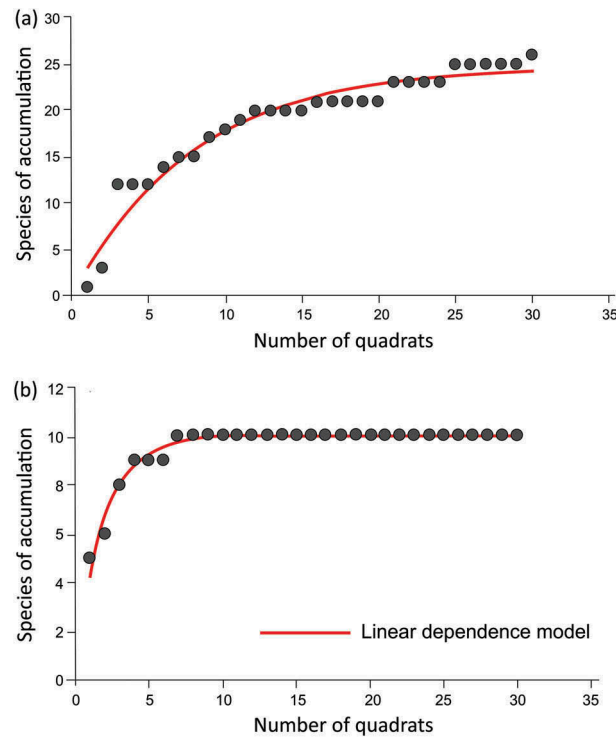 (a)
30
25
20
15
10
5
0
Species of accumulation
0 5 10 15 20 25 30 35
Number of quadrats
(b)
12
10
8
5
4
2
0
Species of accumulation
Linear dependence model
0 5 10 15 20 25 30 35
Number of quadrats